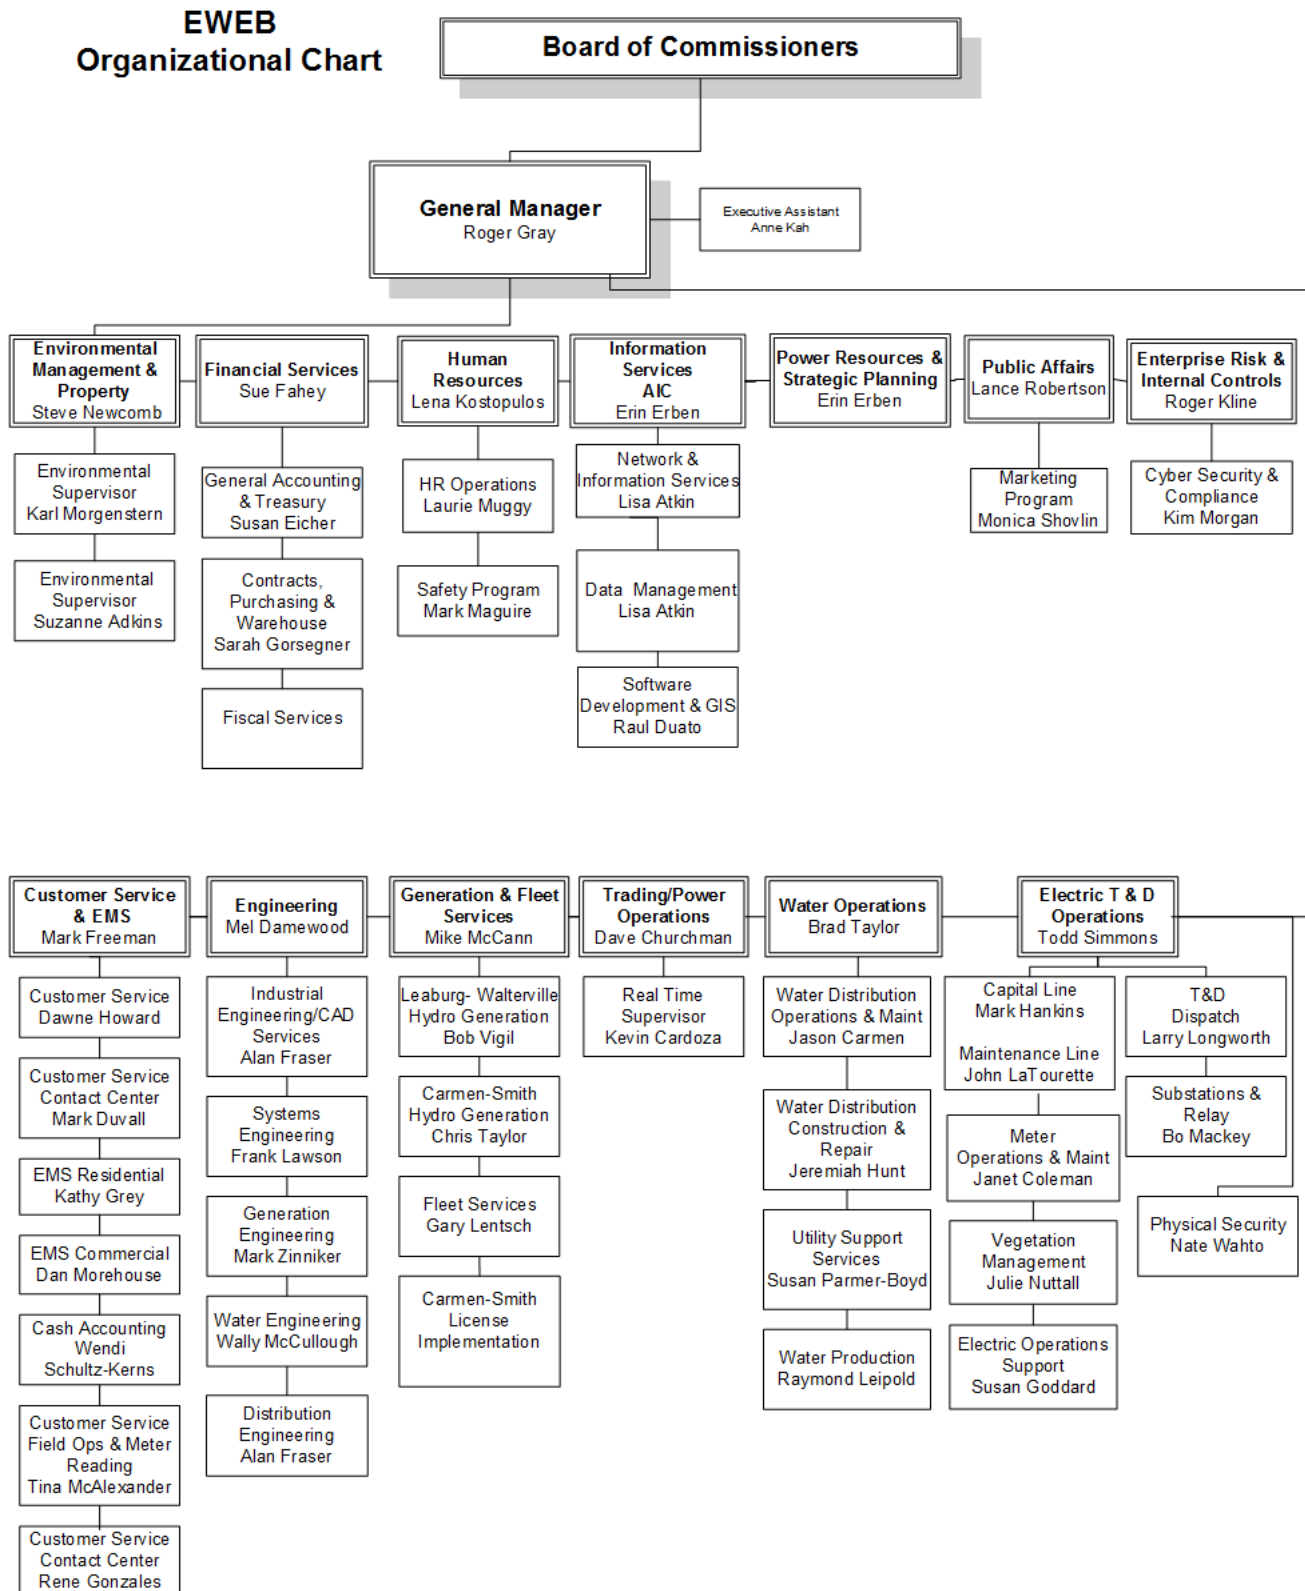 EWEB
Organizational Chart
Board of Commissioners
General Manager
Roger Gray
Executive Assistant
Anne Kah
Environmental
Management &
Property
Steve Newcomb
Financial Services
Sue Fahey
Human
Resources
Lena Kostopulos
Information
Services
AIC
Erin Erben
Power Resources &
Strategic Planning
Erin Erben
Public Affairs
Lance Robertson
Enterprise Risk &
Internal Controls
Roger Kline
Environmental
Supervisor
Karl Morgenstern
Environmental
Supervisor
Suzanne Adkins
General Accounting
& Treasury
Susan Eicher
Contracts,
Purchasing &
Warehouse
Sarah Gorsegner
Fiscal Services
HR Operations
Laurie Muggy
Safety Program
Mark Maguire
Network &
Information Services
Lisa Atkin
Data Management
Lisa Atkin
Software
Development & GIS
Raul Duato
Marketing
Program
Monica Shovlin
Cyber Security &
Compliance
Kim Morgan
Customer Service
& EMS
Mark Freeman
Engineering
Mel Damewood
Generation & Fleet
Services
Mike McCann
Trading/Power
Operations
Dave Churchman
Water Operations
Brad Taylor
Electric T & D
Operations
Todd Simmons
Customer Service
Dawne Howard
Customer Service
Contact Center
Mark Duvall
EMS Residential
Kathy Grey
EMS Commercial
Dan Morehouse
Cash Accounting
Wendi
Schultz-Kerns
Customer Service
Field Ops & Meter
Reading
Tina McAlexander
Customer Service
Contact Center
Rene Gonzales
Industrial
Engineering/CAD
Services
Alan Fraser
Systems
Engineering
Frank Lawson
Generation
Engineering
Mark Zinniker
Water Engineering
Wally McCullough
Distribution
Engineering
Alan Fraser
Leaburg- Walterville
Hydro Generation
Bob Vigil
Carmen-Smith
Hydro Generation
Chris Taylor
Fleet Services
Gary Lentsch
Carmen-Smith
License
Implementation
Real Time
Supervisor
Kevin Cardoza
Water Distribution
Operations & Maint
Jason Carmen
Water Distribution
Construction &
Repair
Jeremiah Hunt
Utility Support
Services
Susan Parmer-Boyd
Water Production
Raymond Leipold
Capital Line
Mark Hankins
Maintenance Line
John LaTourette
Meter
Operations & Maint
Janet Coleman
Vegetation
Management
Julie Nuttall
Electric Operations
Support
Susan Goddard
T&D
Dispatch
Larry Longworth
Substations &
Relay
Bo Mackey
Physical Security
Nate Wahto